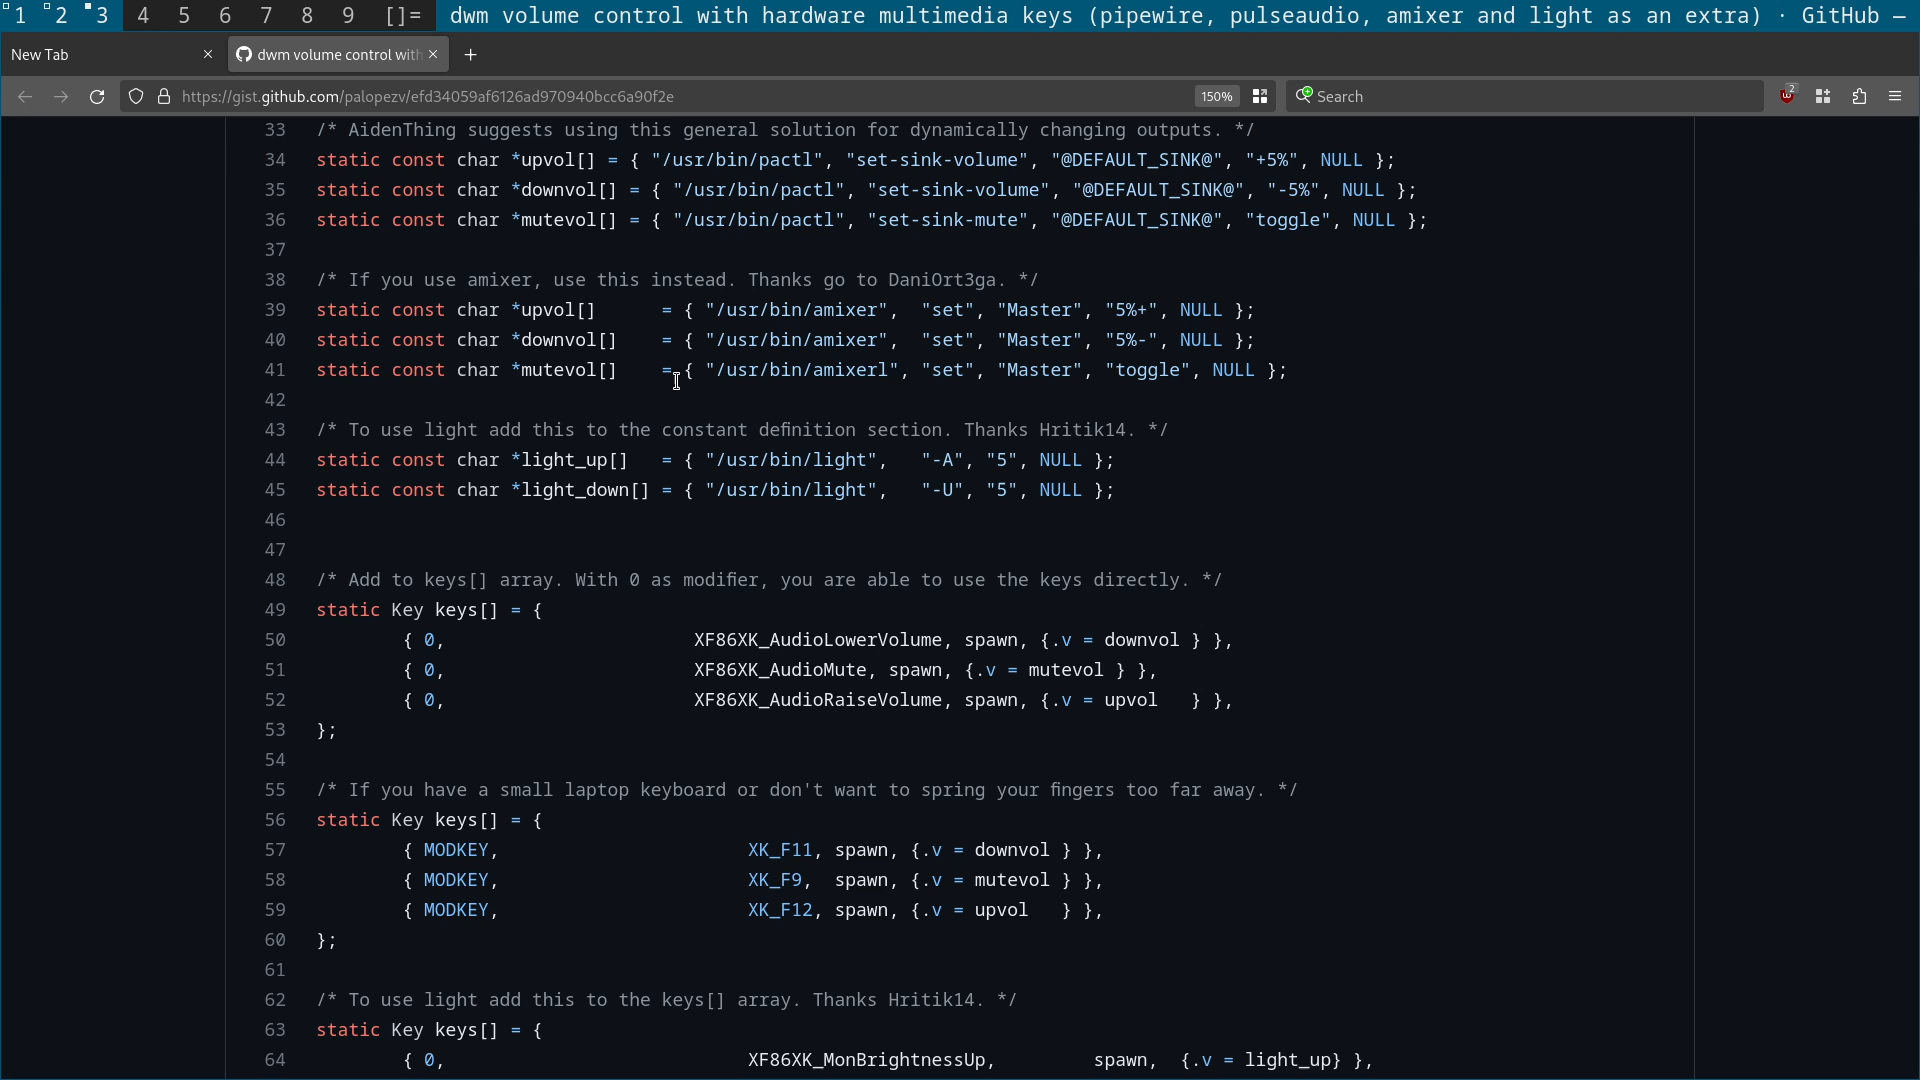 1 2 3 4 5 6 7 8 9 []= dwm volume control with hardware multimedia keys (pipewire, pulseaudio, amixer and light as an extra) · GitHub —
New Tab × dwm volume control with × +
https://gist.github.com/palopezv/efd34059af6126ad970940bcc6a90f2e 150% Search 2
33 /* AidenThing suggests using this general solution for dynamically changing outputs. */
34 static const char *upvol[] = { "/usr/bin/pactl", "set-sink-volume", "@DEFAULT_SINK@", "+5%", NULL };
35 static const char *downvol[] = { "/usr/bin/pactl", "set-sink-volume", "@DEFAULT_SINK@", "-5%", NULL };
36 static const char *mutevol[] = { "/usr/bin/pactl", "set-sink-mute", "@DEFAULT_SINK@", "toggle", NULL };
37
38 /* If you use amixer, use this instead. Thanks go to DaniOrt3ga. */
39 static const char *upvol[]      = { "/usr/bin/amixer",  "set", "Master", "5%+", NULL };
40 static const char *downvol[]    = { "/usr/bin/amixer",  "set", "Master", "5%-", NULL };
41 static const char *mutevol[]    = { "/usr/bin/amixerl", "set", "Master", "toggle", NULL };
42
43 /* To use light add this to the constant definition section. Thanks Hritik14. */
44 static const char *light_up[]   = { "/usr/bin/light",   "-A", "5", NULL };
45 static const char *light_down[] = { "/usr/bin/light",   "-U", "5", NULL };
46
47
48 /* Add to keys[] array. With 0 as modifier, you are able to use the keys directly. */
49 static Key keys[] = {
50         { 0,                       XF86XK_AudioLowerVolume, spawn, {.v = downvol } },
51         { 0,                       XF86XK_AudioMute, spawn, {.v = mutevol } },
52         { 0,                       XF86XK_AudioRaiseVolume, spawn, {.v = upvol   } },
53 };
54
55 /* If you have a small laptop keyboard or don't want to spring your fingers too far away. */
56 static Key keys[] = {
57         { MODKEY,                       XK_F11, spawn, {.v = downvol } },
58         { MODKEY,                       XK_F9,  spawn, {.v = mutevol } },
59         { MODKEY,                       XK_F12, spawn, {.v = upvol   } },
60 };
61
62 /* To use light add this to the keys[] array. Thanks Hritik14. */
63 static Key keys[] = {
64         { 0,                            XF86XK_MonBrightnessUp,         spawn,  {.v = light_up} },